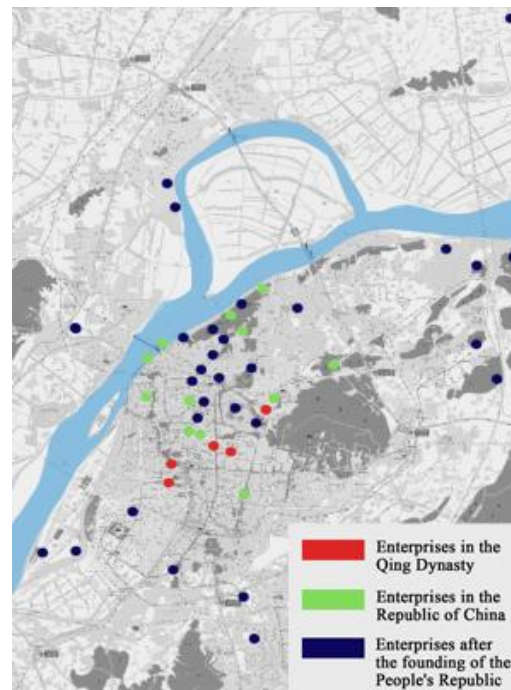 Enterprises in the
Qing Dynasty
Enterprises in the
Republic of China
Enterprises after
the founding of the
People's Republic